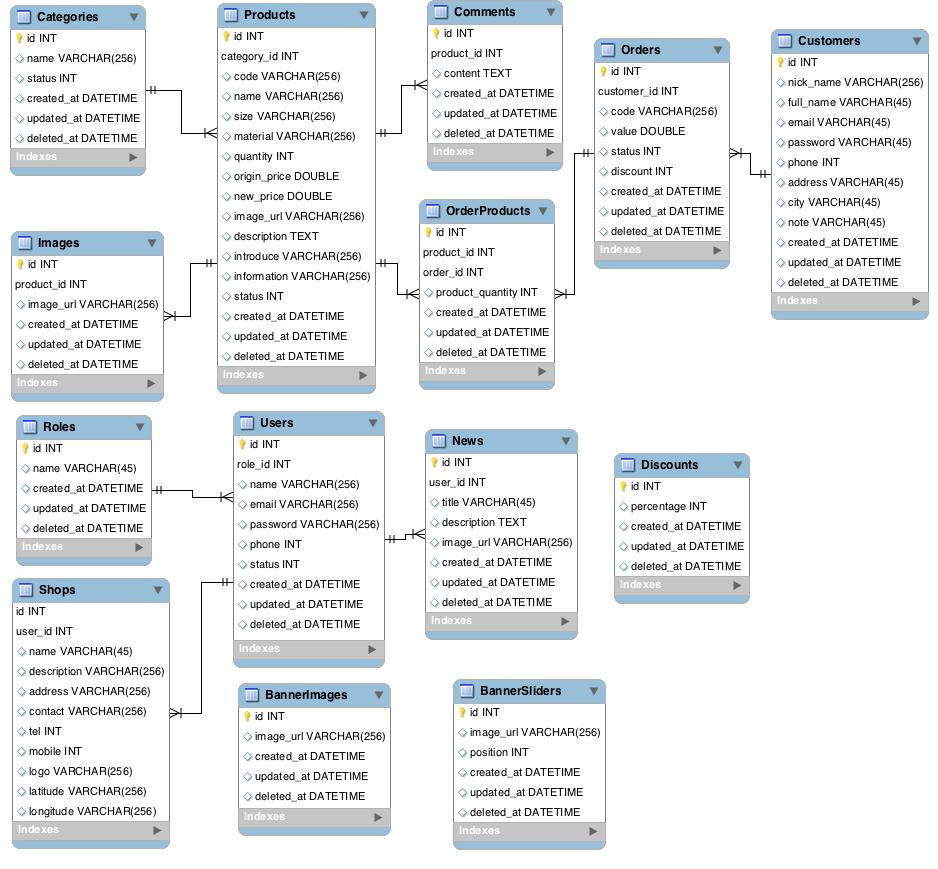 Categories
id INT
name VARCHAR(256)
status INT
created_at DATETIME
updated_at DATETIME
deleted_at DATETIME
Indexes
Products
id INT
category_id INT
code VARCHAR(256)
name VARCHAR(256)
size VARCHAR(256)
material VARCHAR(256)
quantity INT
origin_price DOUBLE
new_price DOUBLE
image_url VARCHAR(256)
description TEXT
introduce VARCHAR(256)
information VARCHAR(256)
status INT
created_at DATETIME
updated_at DATETIME
deleted_at DATETIME
Indexes
Comments
id INT
product_id INT
content TEXT
created_at DATETIME
updated_at DATETIME
deleted_at DATETIME
Indexes
Orders
id INT
customer_id INT
code VARCHAR(256)
value DOUBLE
status INT
discount INT
created_at DATETIME
updated_at DATETIME
deleted_at DATETIME
Indexes
Customers
id INT
nick_name VARCHAR(256)
full_name VARCHAR(45)
email VARCHAR(45)
password VARCHAR(45)
phone INT
address VARCHAR(45)
city VARCHAR(45)
note VARCHAR(45)
created_at DATETIME
updated_at DATETIME
deleted_at DATETIME
Indexes
Images
id INT
product_id INT
image_url VARCHAR(256)
created_at DATETIME
updated_at DATETIME
deleted_at DATETIME
Indexes
OrderProducts
id INT
product_id INT
order_id INT
product_quantity INT
created_at DATETIME
updated_at DATETIME
deleted_at DATETIME
Indexes
Roles
id INT
name VARCHAR(45)
created_at DATETIME
updated_at DATETIME
deleted_at DATETIME
Indexes
Users
id INT
role_id INT
name VARCHAR(256)
email VARCHAR(256)
password VARCHAR(256)
phone INT
status INT
created_at DATETIME
updated_at DATETIME
deleted_at DATETIME
Indexes
News
id INT
user_id INT
title VARCHAR(45)
description TEXT
image_url VARCHAR(256)
created_at DATETIME
updated_at DATETIME
deleted_at DATETIME
Indexes
Discounts
id INT
percentage INT
created_at DATETIME
updated_at DATETIME
deleted_at DATETIME
Indexes
Shops
id INT
user_id INT
name VARCHAR(45)
description VARCHAR(256)
address VARCHAR(256)
contact VARCHAR(256)
tel INT
mobile INT
logo VARCHAR(256)
latitude VARCHAR(256)
longitude VARCHAR(256)
Indexes
BannerImages
id INT
image_url VARCHAR(256)
created_at DATETIME
updated_at DATETIME
deleted_at DATETIME
Indexes
BannerSliders
id INT
image_url VARCHAR(256)
position INT
created_at DATETIME
updated_at DATETIME
deleted_at DATETIME
Indexes